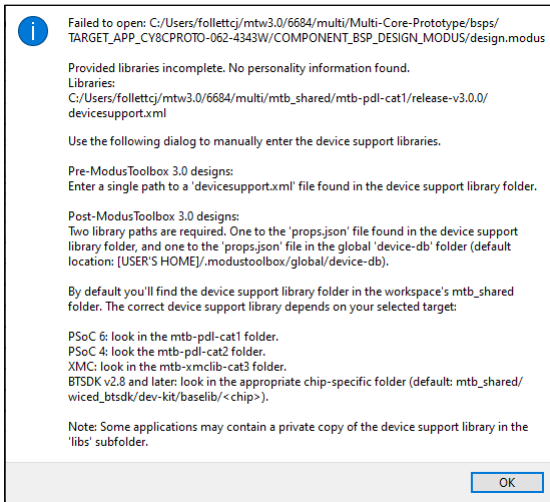 Failed to open: C:/Users/follettcj/mtw3.0/6684/multi/Multi-Core-Prototype/bsps/
TARGET_APP_CY8CPROTO-062-4343W/COMPONENT_BSP_DESIGN_MODUS/design.modus
Provided libraries incomplete. No personality information found.
Libraries:
C:/Users/follettcj/mtw3.0/6684/multi/mtb_shared/mtb-pdl-cat1/release-v3.0.0/
devicesupport.xml
Use the following dialog to manually enter the device support libraries.
Pre-ModusToolbox 3.0 designs:
Enter a single path to a 'devicesupport.xml' file found in the device support library folder.
Post-ModusToolbox 3.0 designs:
Two library paths are required. One to the 'props.json' file found in the device support
library folder, and one to the 'props.json' file in the global 'device-db' folder (default
location: [USER'S HOME]/.modustoolbox/global/device-db).
By default you'll find the device support library folder in the workspace's mtb_shared
folder. The correct device support library depends on your selected target:
PSoC 6: look in the mtb-pdl-cat1 folder.
PSoC 4: look the mtb-pdl-cat2 folder.
XMC: look in the mtb-xmclib-cat3 folder.
BTSDK v2.8 and later: look in the appropriate chip-specific folder (default: mtb_shared/
wiced_btsdk/dev-kit/baselib/<chip>).
Note: Some applications may contain a private copy of the device support library in the
'libs' subfolder.
OK